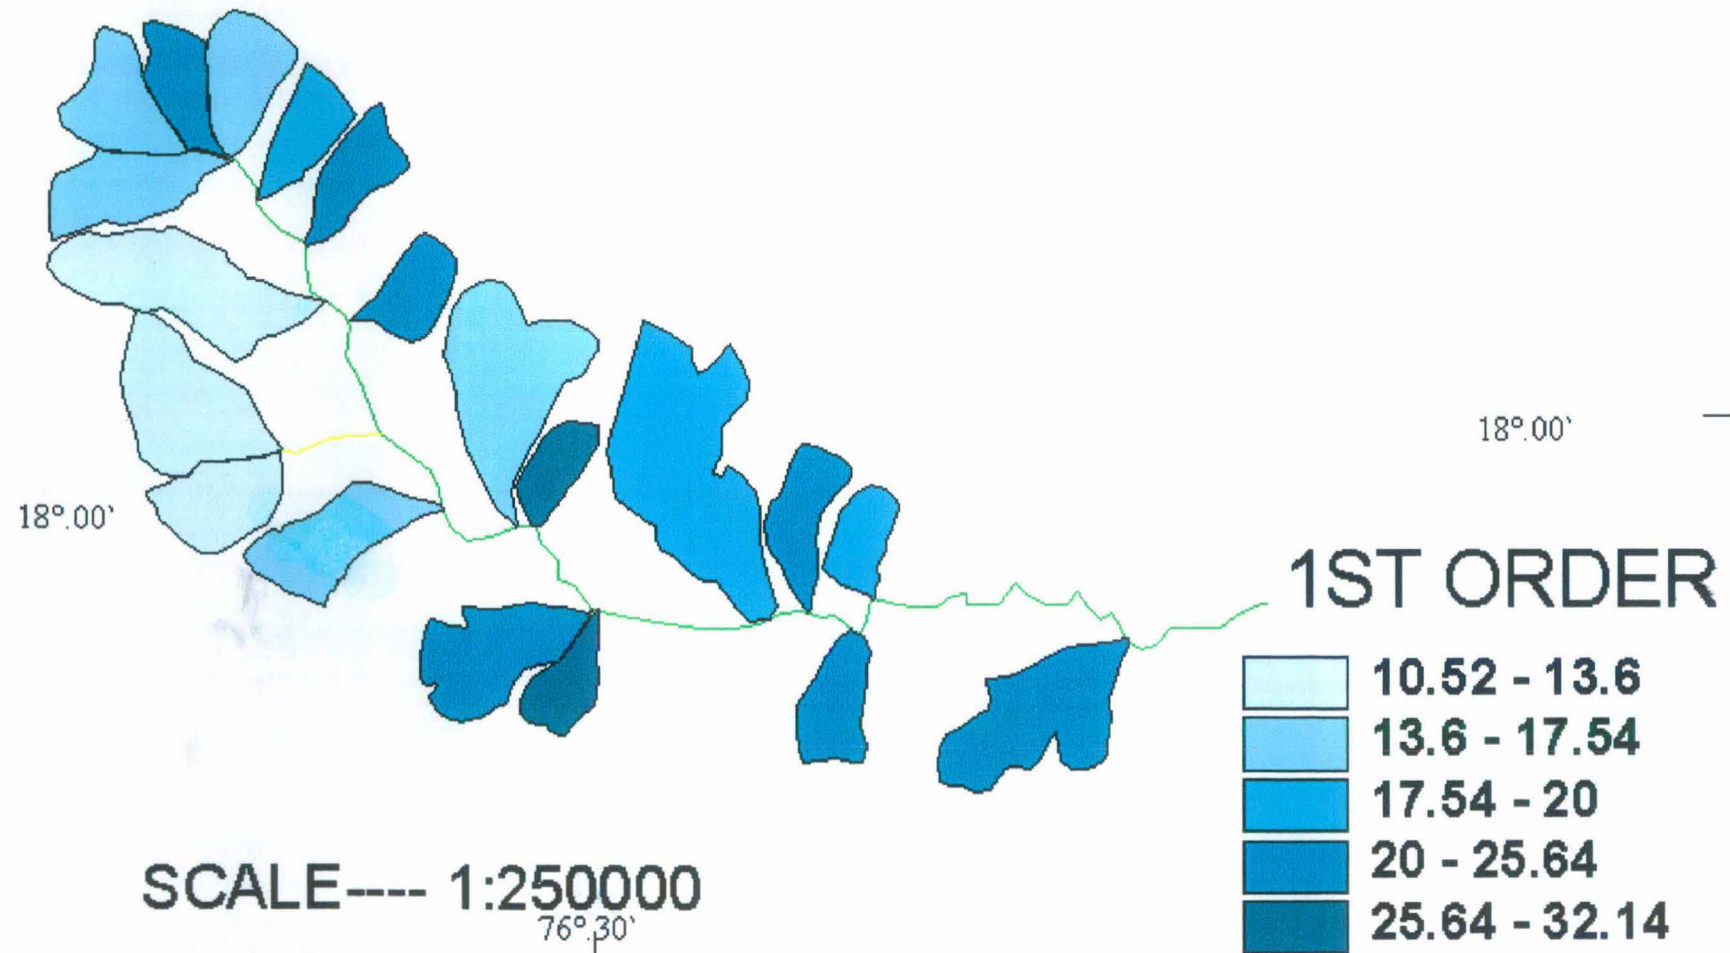 18°.00'
18°.00'
1ST ORDER
10.52 - 13.6
13.6 - 17.54
17.54 - 20
20 - 25.64
25.64 - 32.14
SCALE---- 1:250000
76°.30'